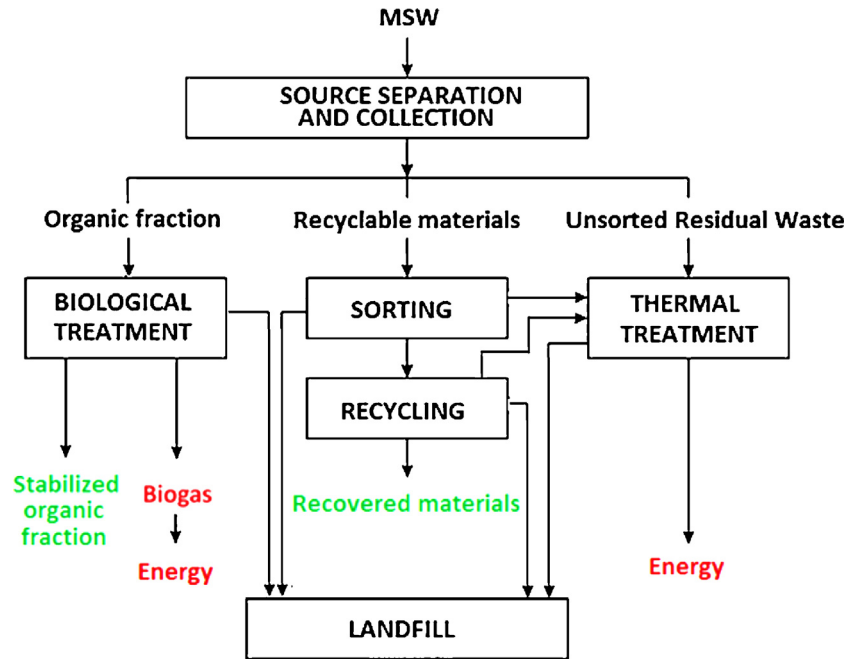 MSW
SOURCE SEPARATION
AND COLLECTION
Organic fraction
Recyclable materials
Unsorted Residual Waste
BIOLOGICAL
TREATMENT
SORTING
THERMAL
TREATMENT
RECYCLING
Stabilized
organic
fraction
Biogas
Energy
Recovered materials
Energy
LANDFILL